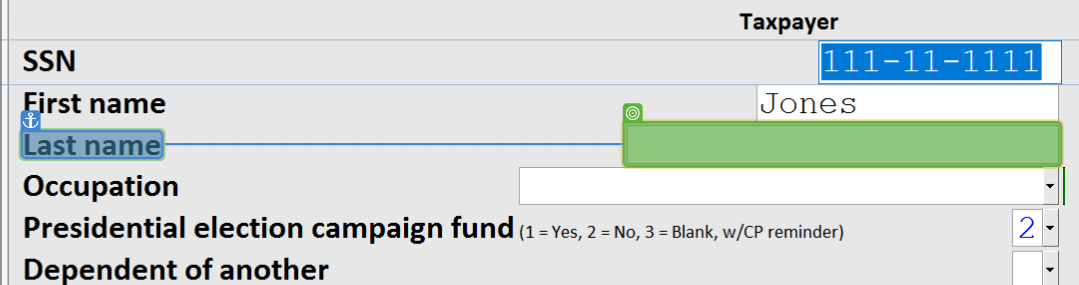 Taxpayer
SSN 111-11-1111
First name Jones
Last name
Occupation
Presidential election campaign fund (1 = Yes, 2 = No, 3 = Blank, w/CP reminder) 2
Dependent of another